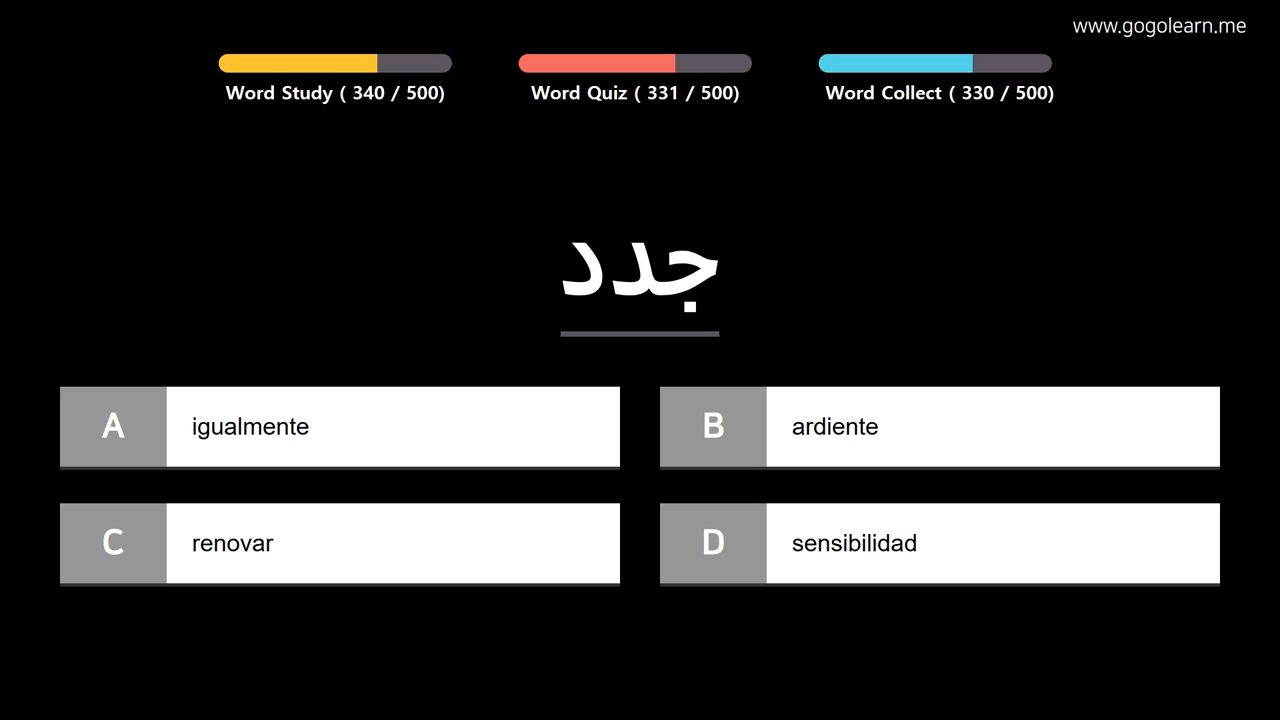 www.gogolearn.me
Word Study ( 340 / 500)
Word Quiz ( 331 / 500)
Word Collect ( 330 / 500)
جدد
A igualmente
B ardiente
C renovar
D sensibilidad